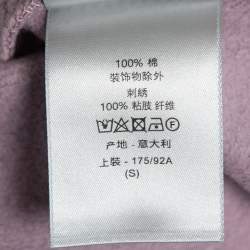 100% 棉
装饰物除外
刺绣
100% 粘胶 纤维
产地 - 意大利
上装 - 175/92A
(S)